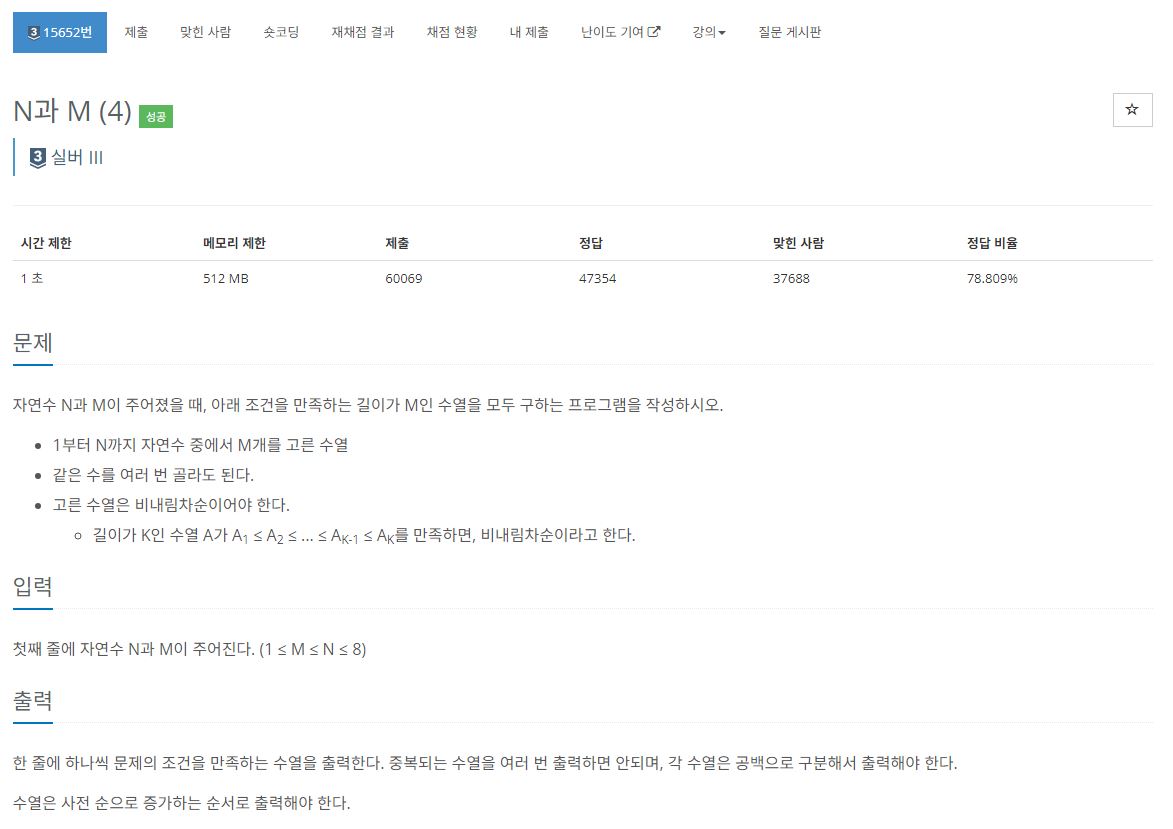 3 15652번 제출 맞힌 사람 숏코딩 재채점 결과 채점 현황 내 제출 난이도 기여 강의 질문 게시판
N과 M (4) 성공
3 실버 III
시간 제한 메모리 제한 제출 정답 맞힌 사람 정답 비율
1 초 512 MB 60069 47354 37688 78.809%
문제
자연수 N과 M이 주어졌을 때, 아래 조건을 만족하는 길이가 M인 수열을 모두 구하는 프로그램을 작성하시오.
1부터 N까지 자연수 중에서 M개를 고른 수열
같은 수를 여러 번 골라도 된다.
고른 수열은 비내림차순이어야 한다.
길이가 K인 수열 A가 A1 ≤ A2 ≤ ... ≤ AK-1 ≤ AK를 만족하면, 비내림차순이라고 한다.
입력
첫째 줄에 자연수 N과 M이 주어진다. (1 ≤ M ≤ N ≤ 8)
출력
한 줄에 하나씩 문제의 조건을 만족하는 수열을 출력한다. 중복되는 수열을 여러 번 출력하면 안되며, 각 수열은 공백으로 구분해서 출력해야 한다.
수열은 사전 순으로 증가하는 순서로 출력해야 한다.